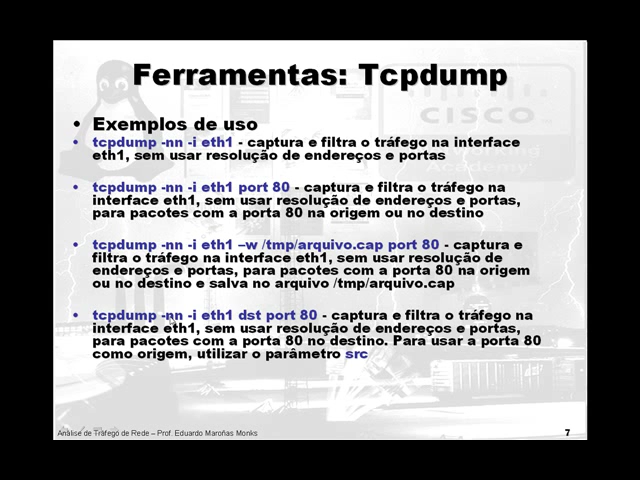 Ferramentas: Tcpdump
CISCO
Networking
Academy
• Exemplos de uso
• tcpdump -nn -i eth1 - captura e filtra o tráfego na interface
eth1, sem usar resolução de endereços e portas
• tcpdump -nn -i eth1 port 80 - captura e filtra o tráfego na
interface eth1, sem usar resolução de endereços e portas,
para pacotes com a porta 80 na origem ou no destino
• tcpdump -nn -i eth1 –w /tmp/arquivo.cap port 80 - captura e
filtra o tráfego na interface eth1, sem usar resolução de
endereços e portas, para pacotes com a porta 80 na origem
ou no destino e salva no arquivo /tmp/arquivo.cap
• tcpdump -nn -i eth1 dst port 80 - captura e filtra o tráfego na
interface eth1, sem usar resolução de endereços e portas,
para pacotes com a porta 80 no destino. Para usar a porta 80
como origem, utilizar o parâmetro src
Análise de Tráfego de Rede – Prof. Eduardo Maroñas Monks
7